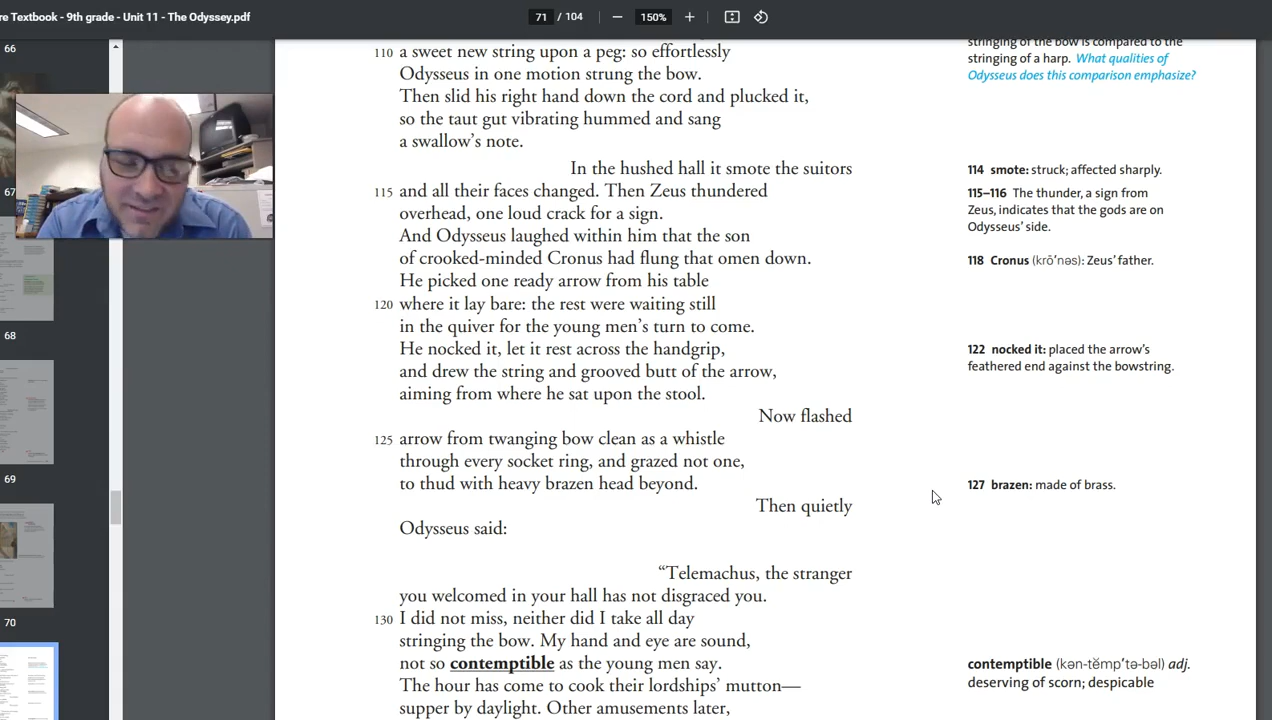 re Textbook - 9th grade - Unit 11 - The Odyssey.pdf
71 / 104
150%
66
67
68
69
70
110 a sweet new string upon a peg: so effortlessly
Odysseus in one motion strung the bow.
Then slid his right hand down the cord and plucked it,
so the taut gut vibrating hummed and sang
a swallow's note.
In the hushed hall it smote the suitors
115 and all their faces changed. Then Zeus thundered
overhead, one loud crack for a sign.
And Odysseus laughed within him that the son
of crooked-minded Cronus had flung that omen down.
He picked one ready arrow from his table
120 where it lay bare: the rest were waiting still
in the quiver for the young men's turn to come.
He nocked it, let it rest across the handgrip,
and drew the string and grooved butt of the arrow,
aiming from where he sat upon the stool.
Now flashed
125 arrow from twanging bow clean as a whistle
through every socket ring, and grazed not one,
to thud with heavy brazen head beyond.
Then quietly
Odysseus said:
“Telemachus, the stranger
you welcomed in your hall has not disgraced you.
130 I did not miss, neither did I take all day
stringing the bow. My hand and eye are sound,
not so contemptible as the young men say.
The hour has come to cook their lordships' mutton—
supper by daylight. Other amusements later,
stringing of the bow is compared to the
stringing of a harp. What qualities of
Odysseus does this comparison emphasize?
114 smote: struck; affected sharply.
115–116 The thunder, a sign from
Zeus, indicates that the gods are on
Odysseus' side.
118 Cronus (krō′nəs): Zeus' father.
122 nocked it: placed the arrow's
feathered end against the bowstring.
127 brazen: made of brass.
contemptible (kən-tĕmp′tə-bəl) adj.
deserving of scorn; despicable